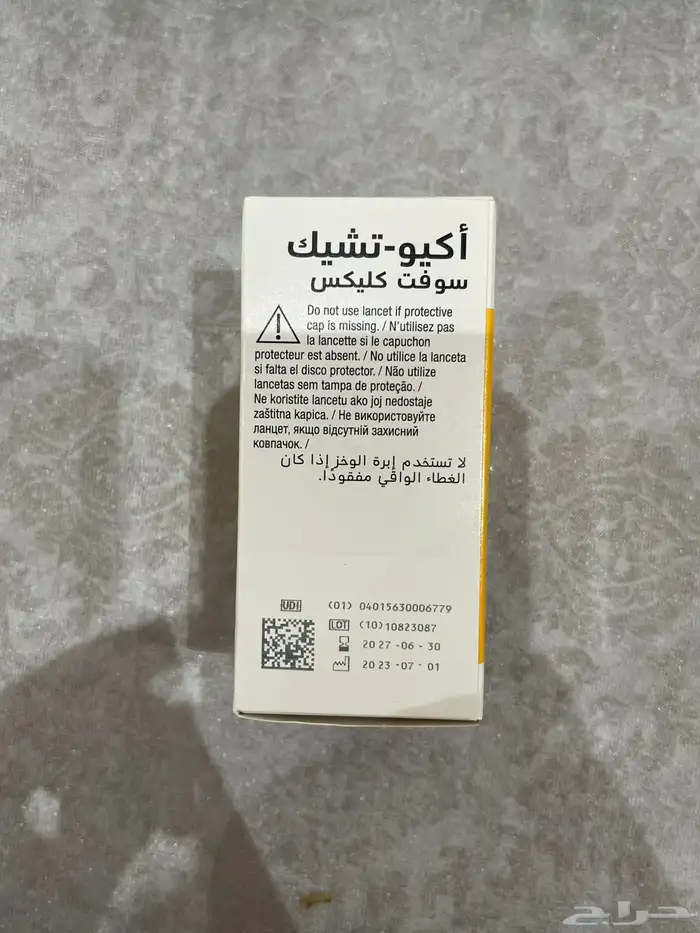 أكيو-تشيك
سوفت كليكس
Do not use lancet if protective
cap is missing. / N'utilisez pas
la lancette si le capuchon
protecteur est absent. / No utilice la lanceta
si falta el disco protector. / Não utilize
lancetas sem tampa de proteção. /
Ne koristite lancetu ako joj nedostaje
zaštitna kapica. / Не використовуйте
ланцет, якщо відсутній захисний
ковпачок. /
لا تستخدم إبرة الوخز إذا كان
الغطاء الواقي مفقودًا.
UDI (01) 04015630006779
LOT (10)10823087
2027-06-30
2023-07-01
حراج